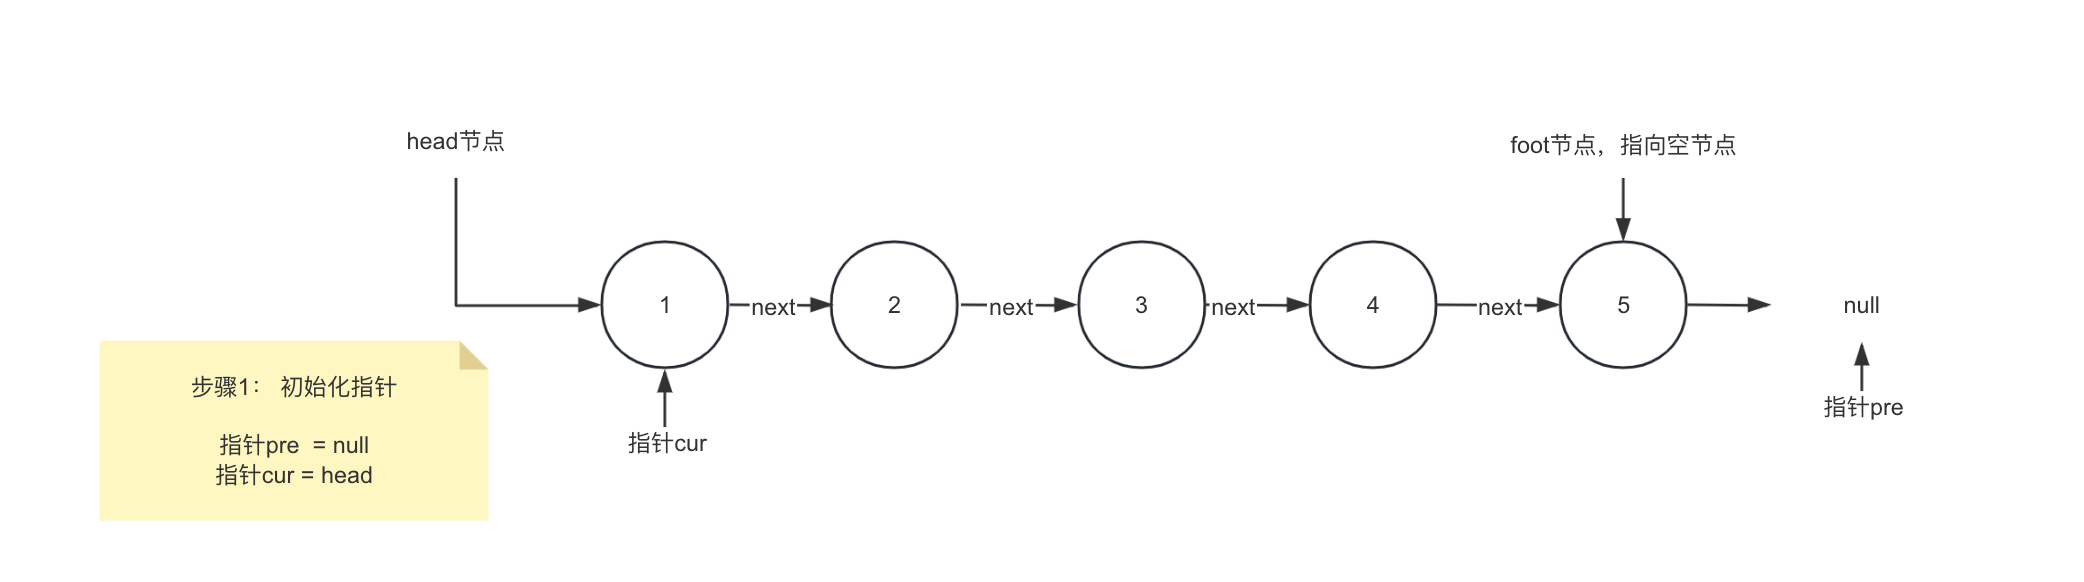 head节点
foot节点，指向空节点
1
next
2
next
3
next
4
next
5
null
步骤1： 初始化指针
指针pre = null
指针cur = head
指针cur
指针pre